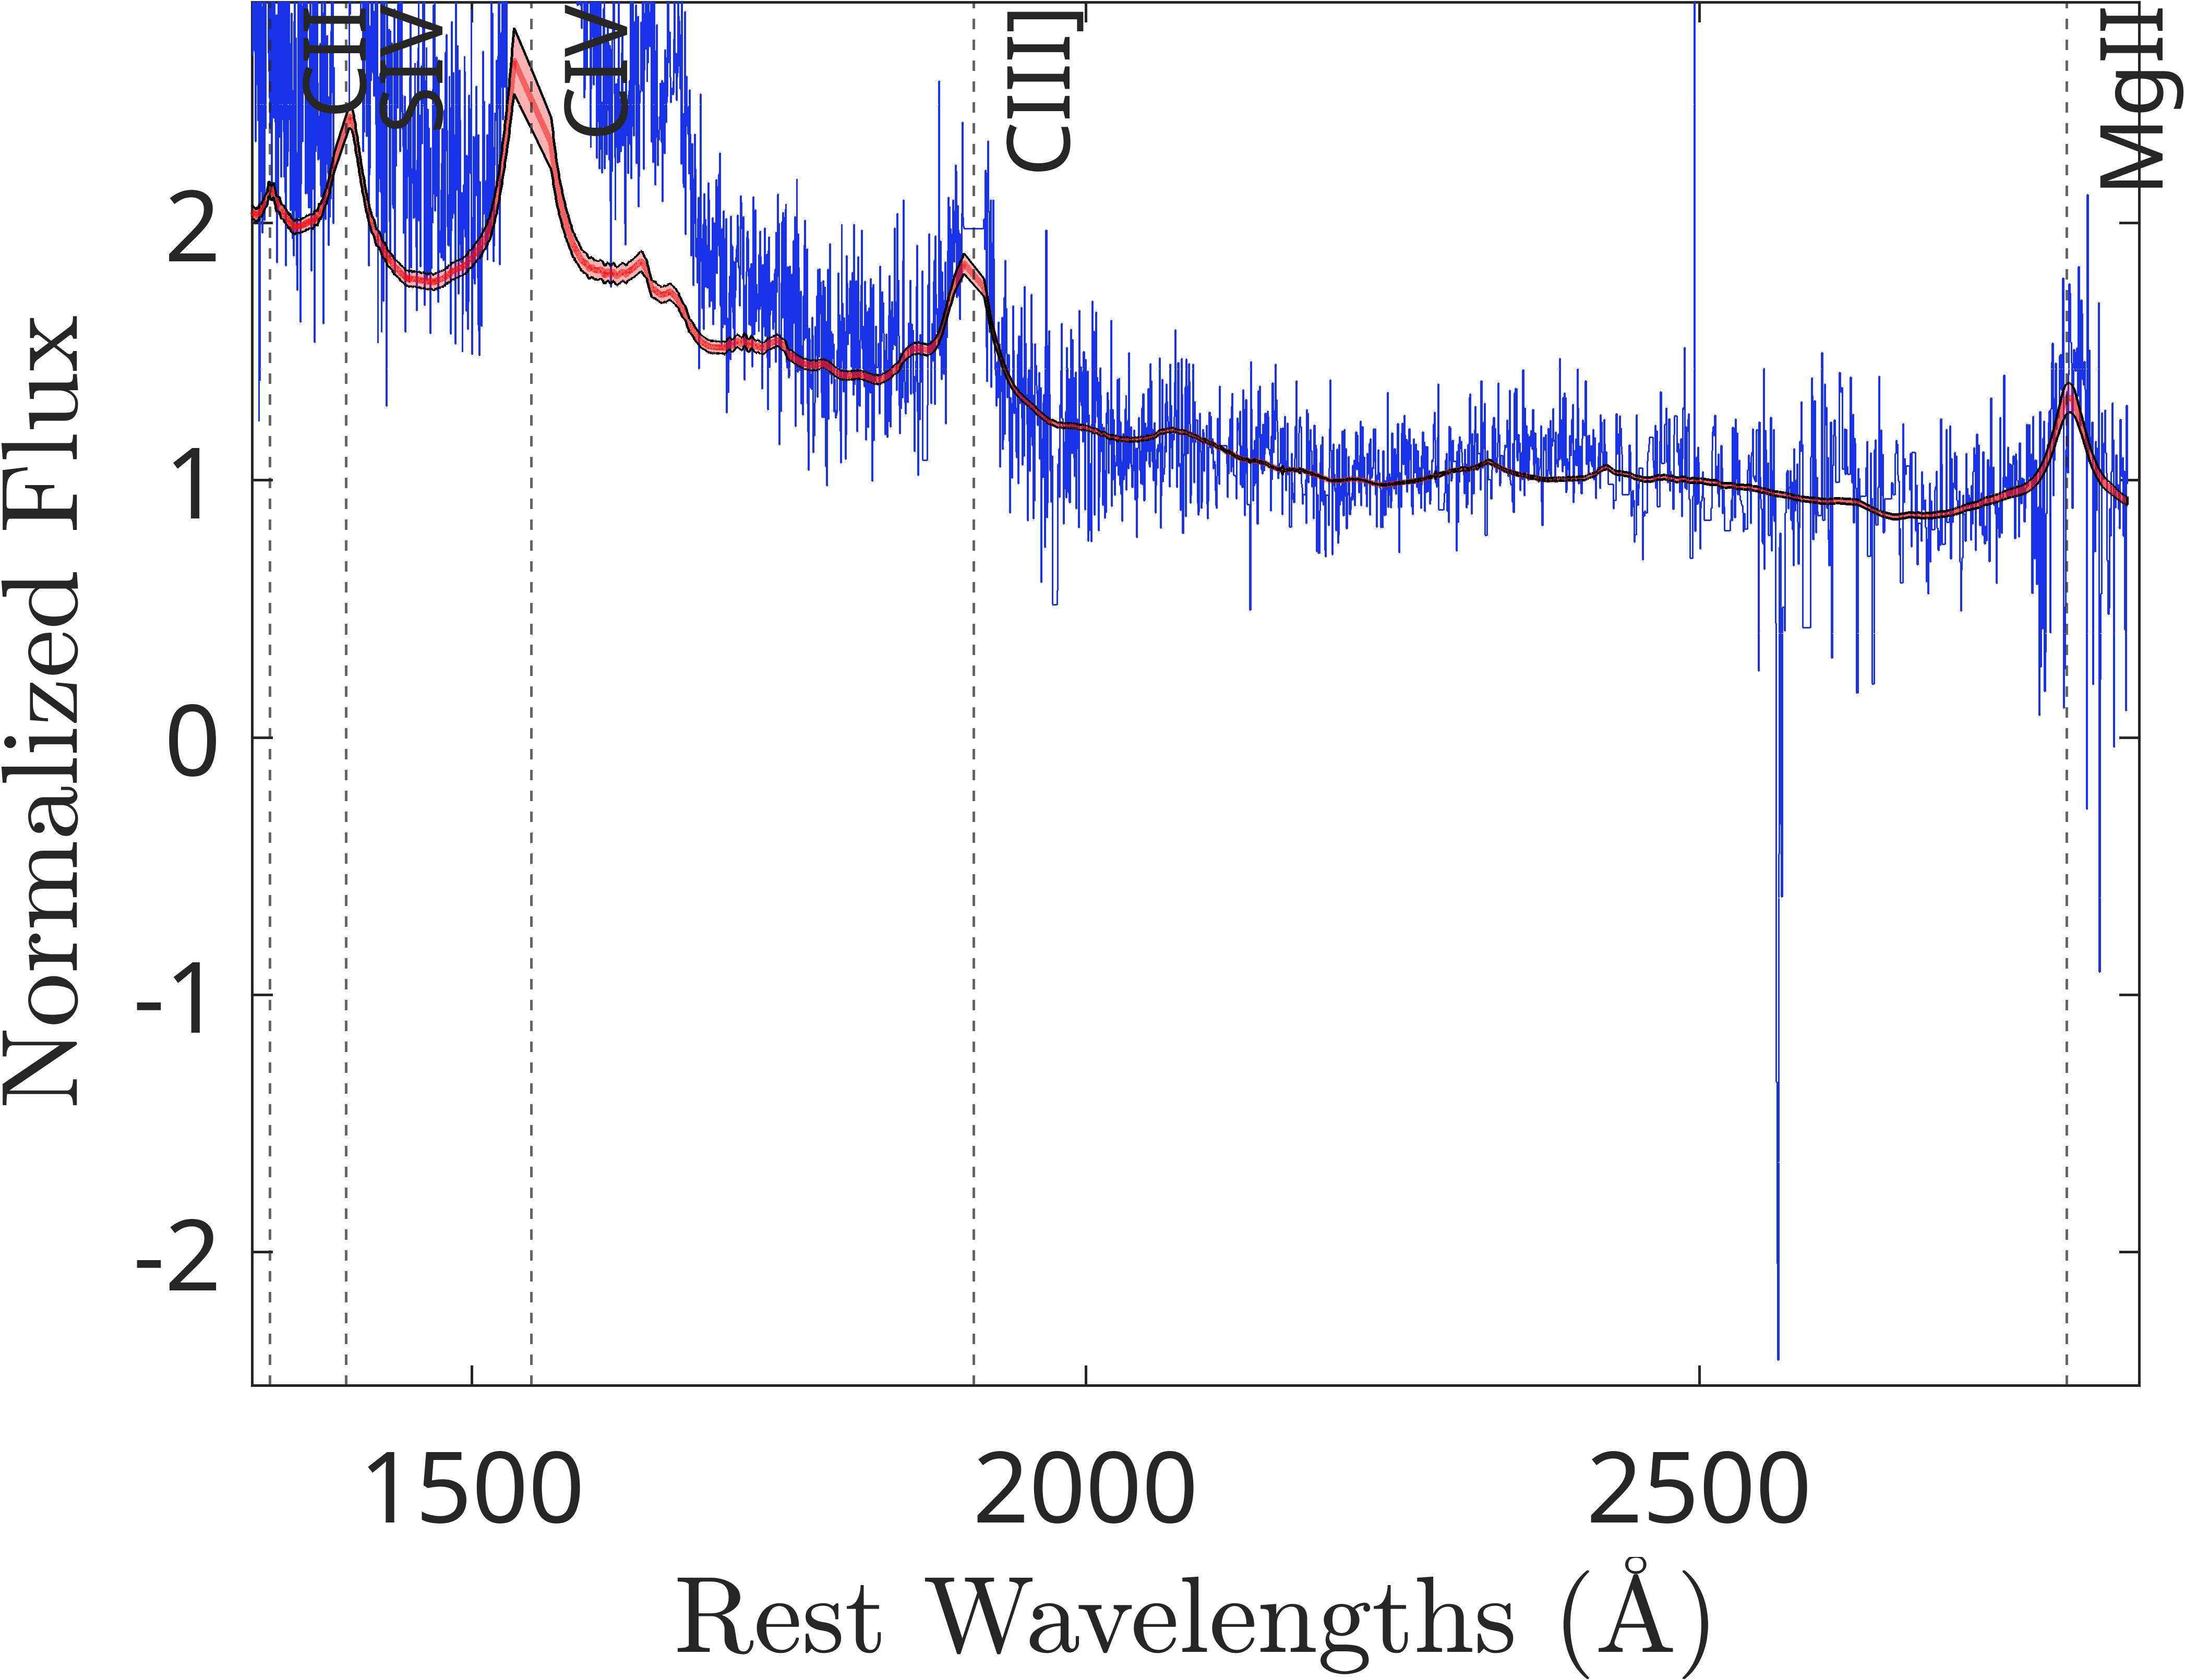 CII
SiIV
CIV
CIII]
MgII
2
1
0
-1
-2
Normalized Flux
1500
2000
2500
Rest Wavelengths (Å)